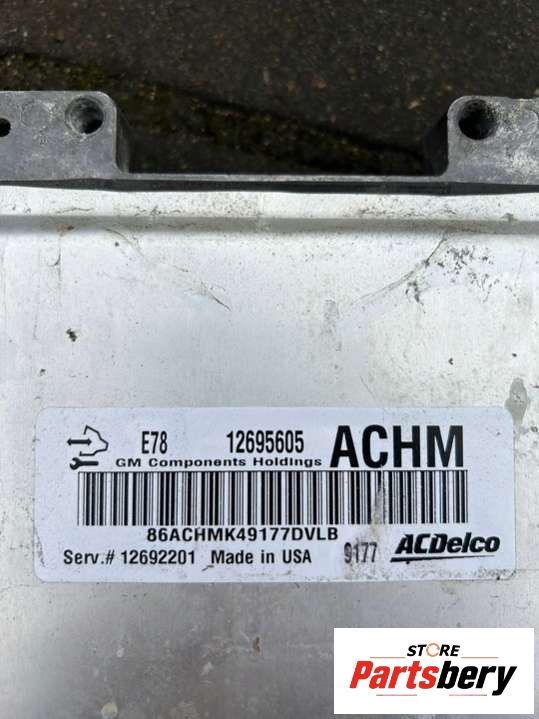 E78 12695605 ACHM
GM Components Holdings
86ACHMK49177DVLB
Serv.# 12692201 Made in USA 9177 ACDelco
STORE
Partsbery